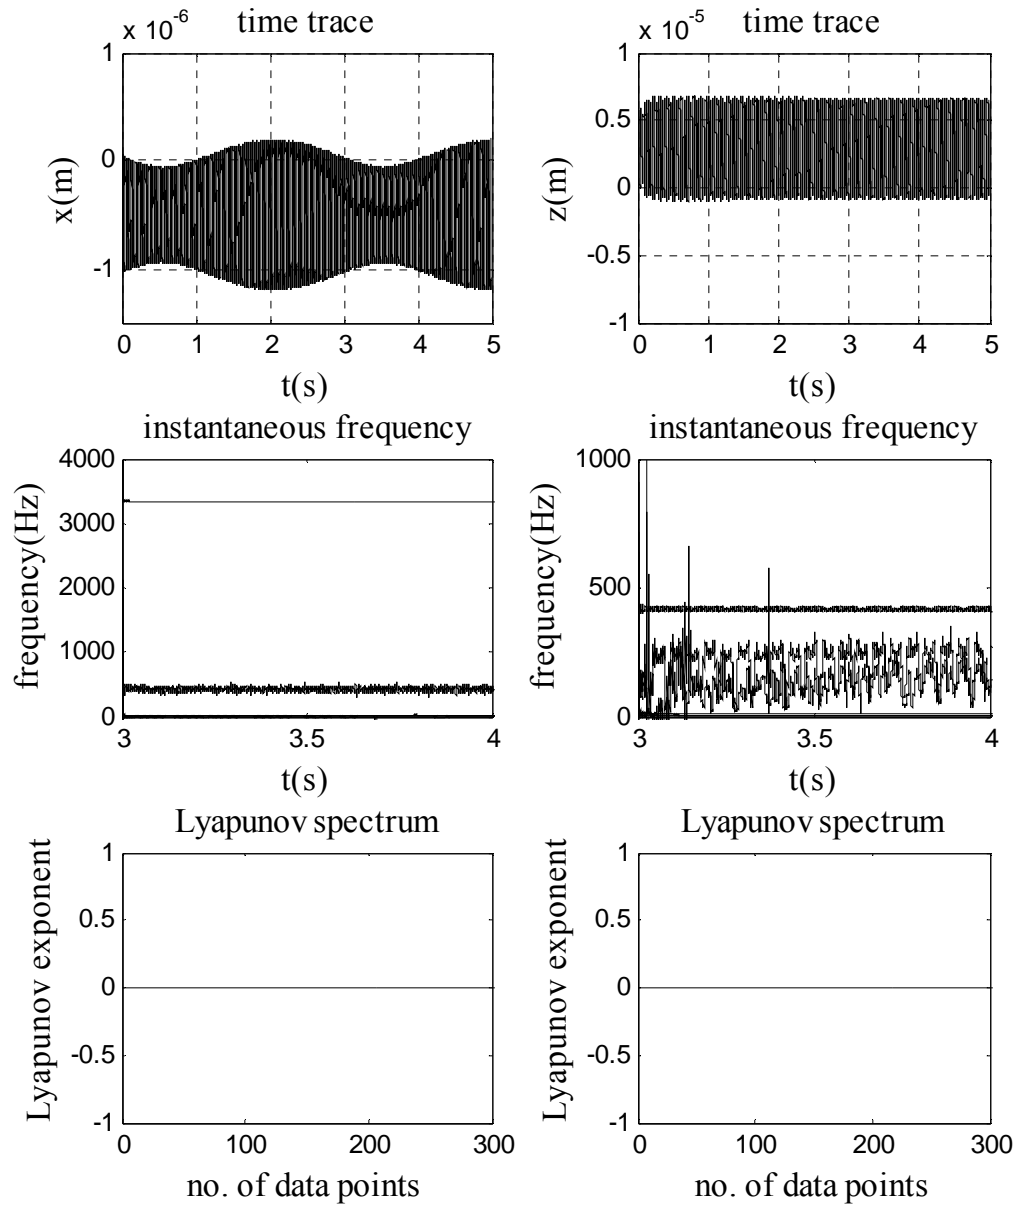 x 10^-6 time trace
1
0
-1
x(m)
0 1 2 3 4 5
t(s)
x 10^-5 time trace
1
0.5
0
-0.5
-1
z(m)
0 1 2 3 4 5
t(s)
instantaneous frequency
4000
3000
2000
1000
0
frequency(Hz)
3 3.5 4
t(s)
instantaneous frequency
1000
500
0
frequency(Hz)
3 3.5 4
t(s)
Lyapunov spectrum
1
0.5
0
-0.5
-1
Lyapunov exponent
0 100 200 300
no. of data points
Lyapunov spectrum
1
0.5
0
-0.5
-1
Lyapunov exponent
0 100 200 300
no. of data points